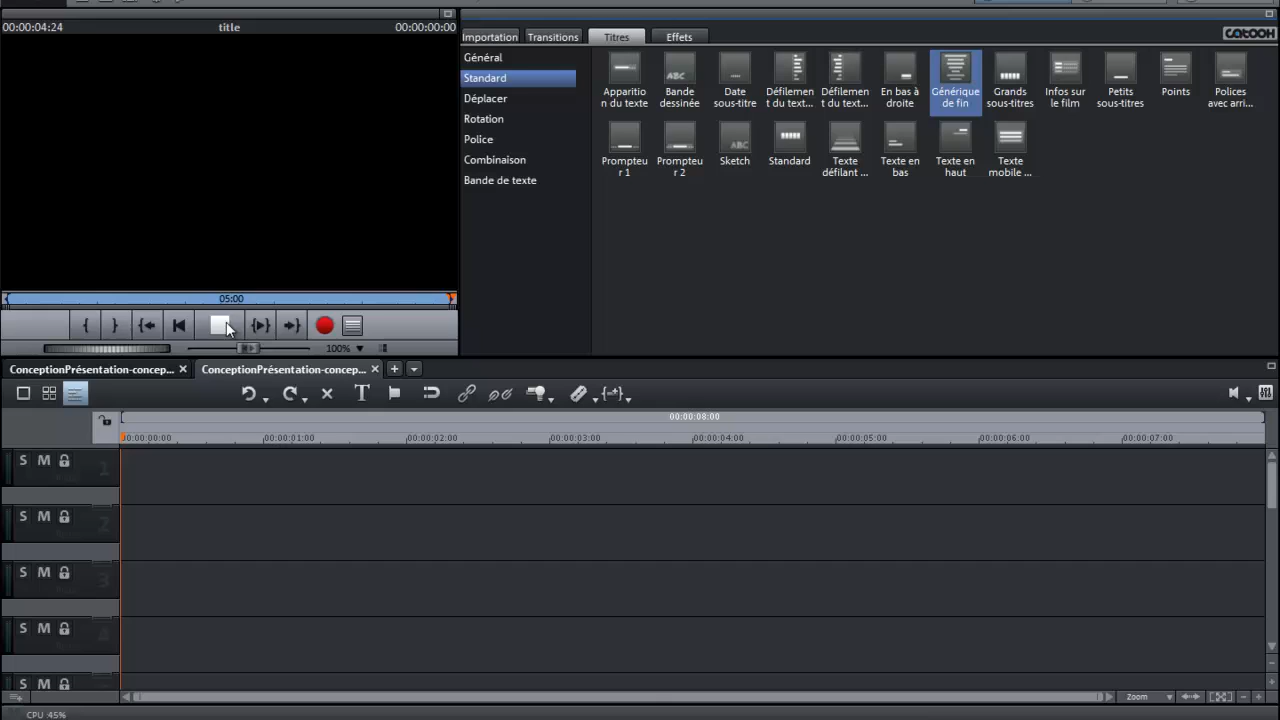 00:00:04:24 title 00:00:00:00
Importation Transitions Titres Effets
CATOOH
Général
Standard
Déplacer
Rotation
Police
Combinaison
Bande de texte
Apparitio
n du texte
Bande
dessinée
Date
sous-titre
Défilemen
t du text...
Défilemen
t du text...
En bas à
droite
Générique
de fin
Grands
sous-titres
Infos sur
le film
Petits
sous-titres
Points
Polices
avec arri...
Prompteu
r 1
Prompteu
r 2
Sketch
Standard
Texte
défilant ...
Texte en
bas
Texte en
haut
Texte
mobile ...
05:00
100%
ConceptionPrésentation-concep... ConceptionPrésentation-concep...
00:00:08:00
00:00:00:00 00:00:01:00 00:00:02:00 00:00:03:00 00:00:04:00 00:00:05:00 00:00:06:00 00:00:07:00
S M 1
S M 2
S M 3
S M 4
S M
Zoom
CPU :45%